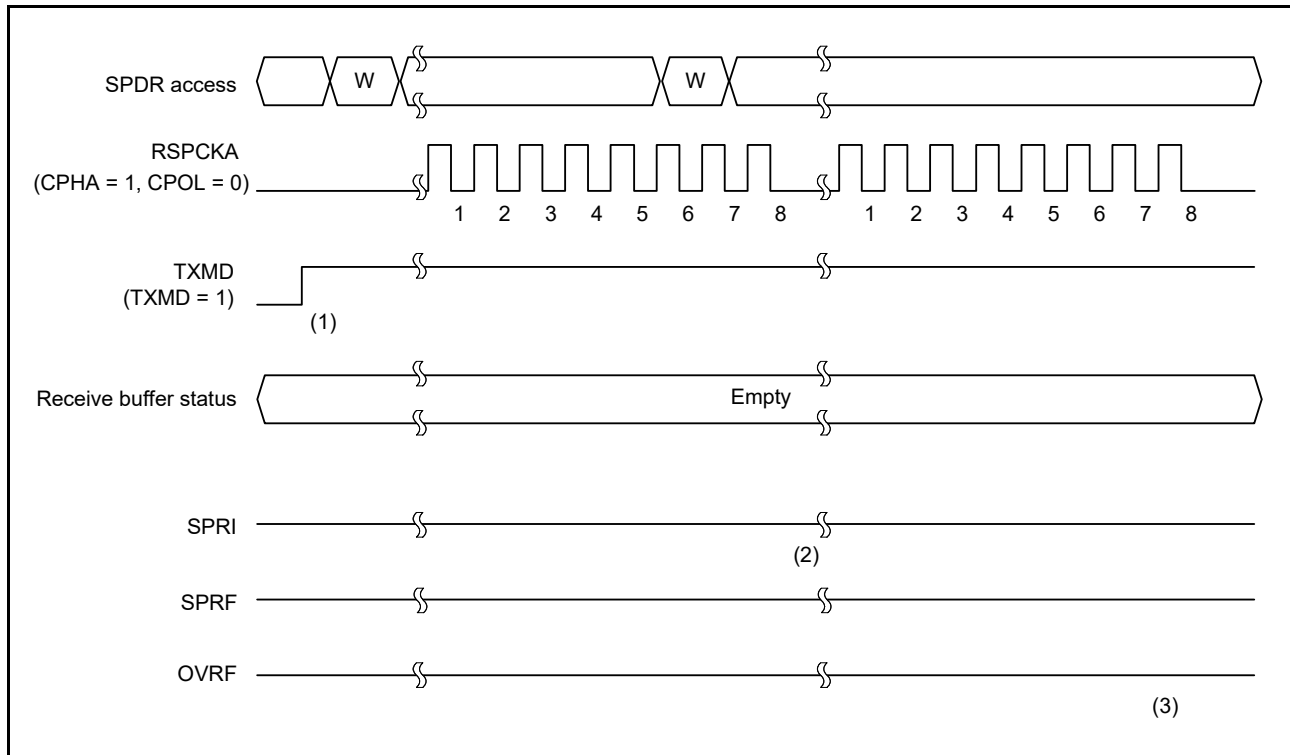 SPDR access
W
W
RSPCKA
(CPHA = 1, CPOL = 0)
1 2 3 4 5 6 7 8 1 2 3 4 5 6 7 8
TXMD
(TXMD = 1)
(1)
Receive buffer status
Empty
SPRI
(2)
SPRF
OVRF
(3)